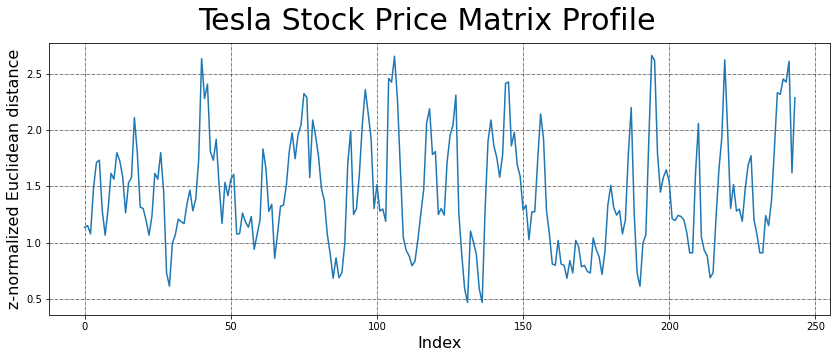 Tesla Stock Price Matrix Profile
z-normalized Euclidean distance
2.5
2.0
1.5
1.0
0.5
0 50 100 150 200 250
Index